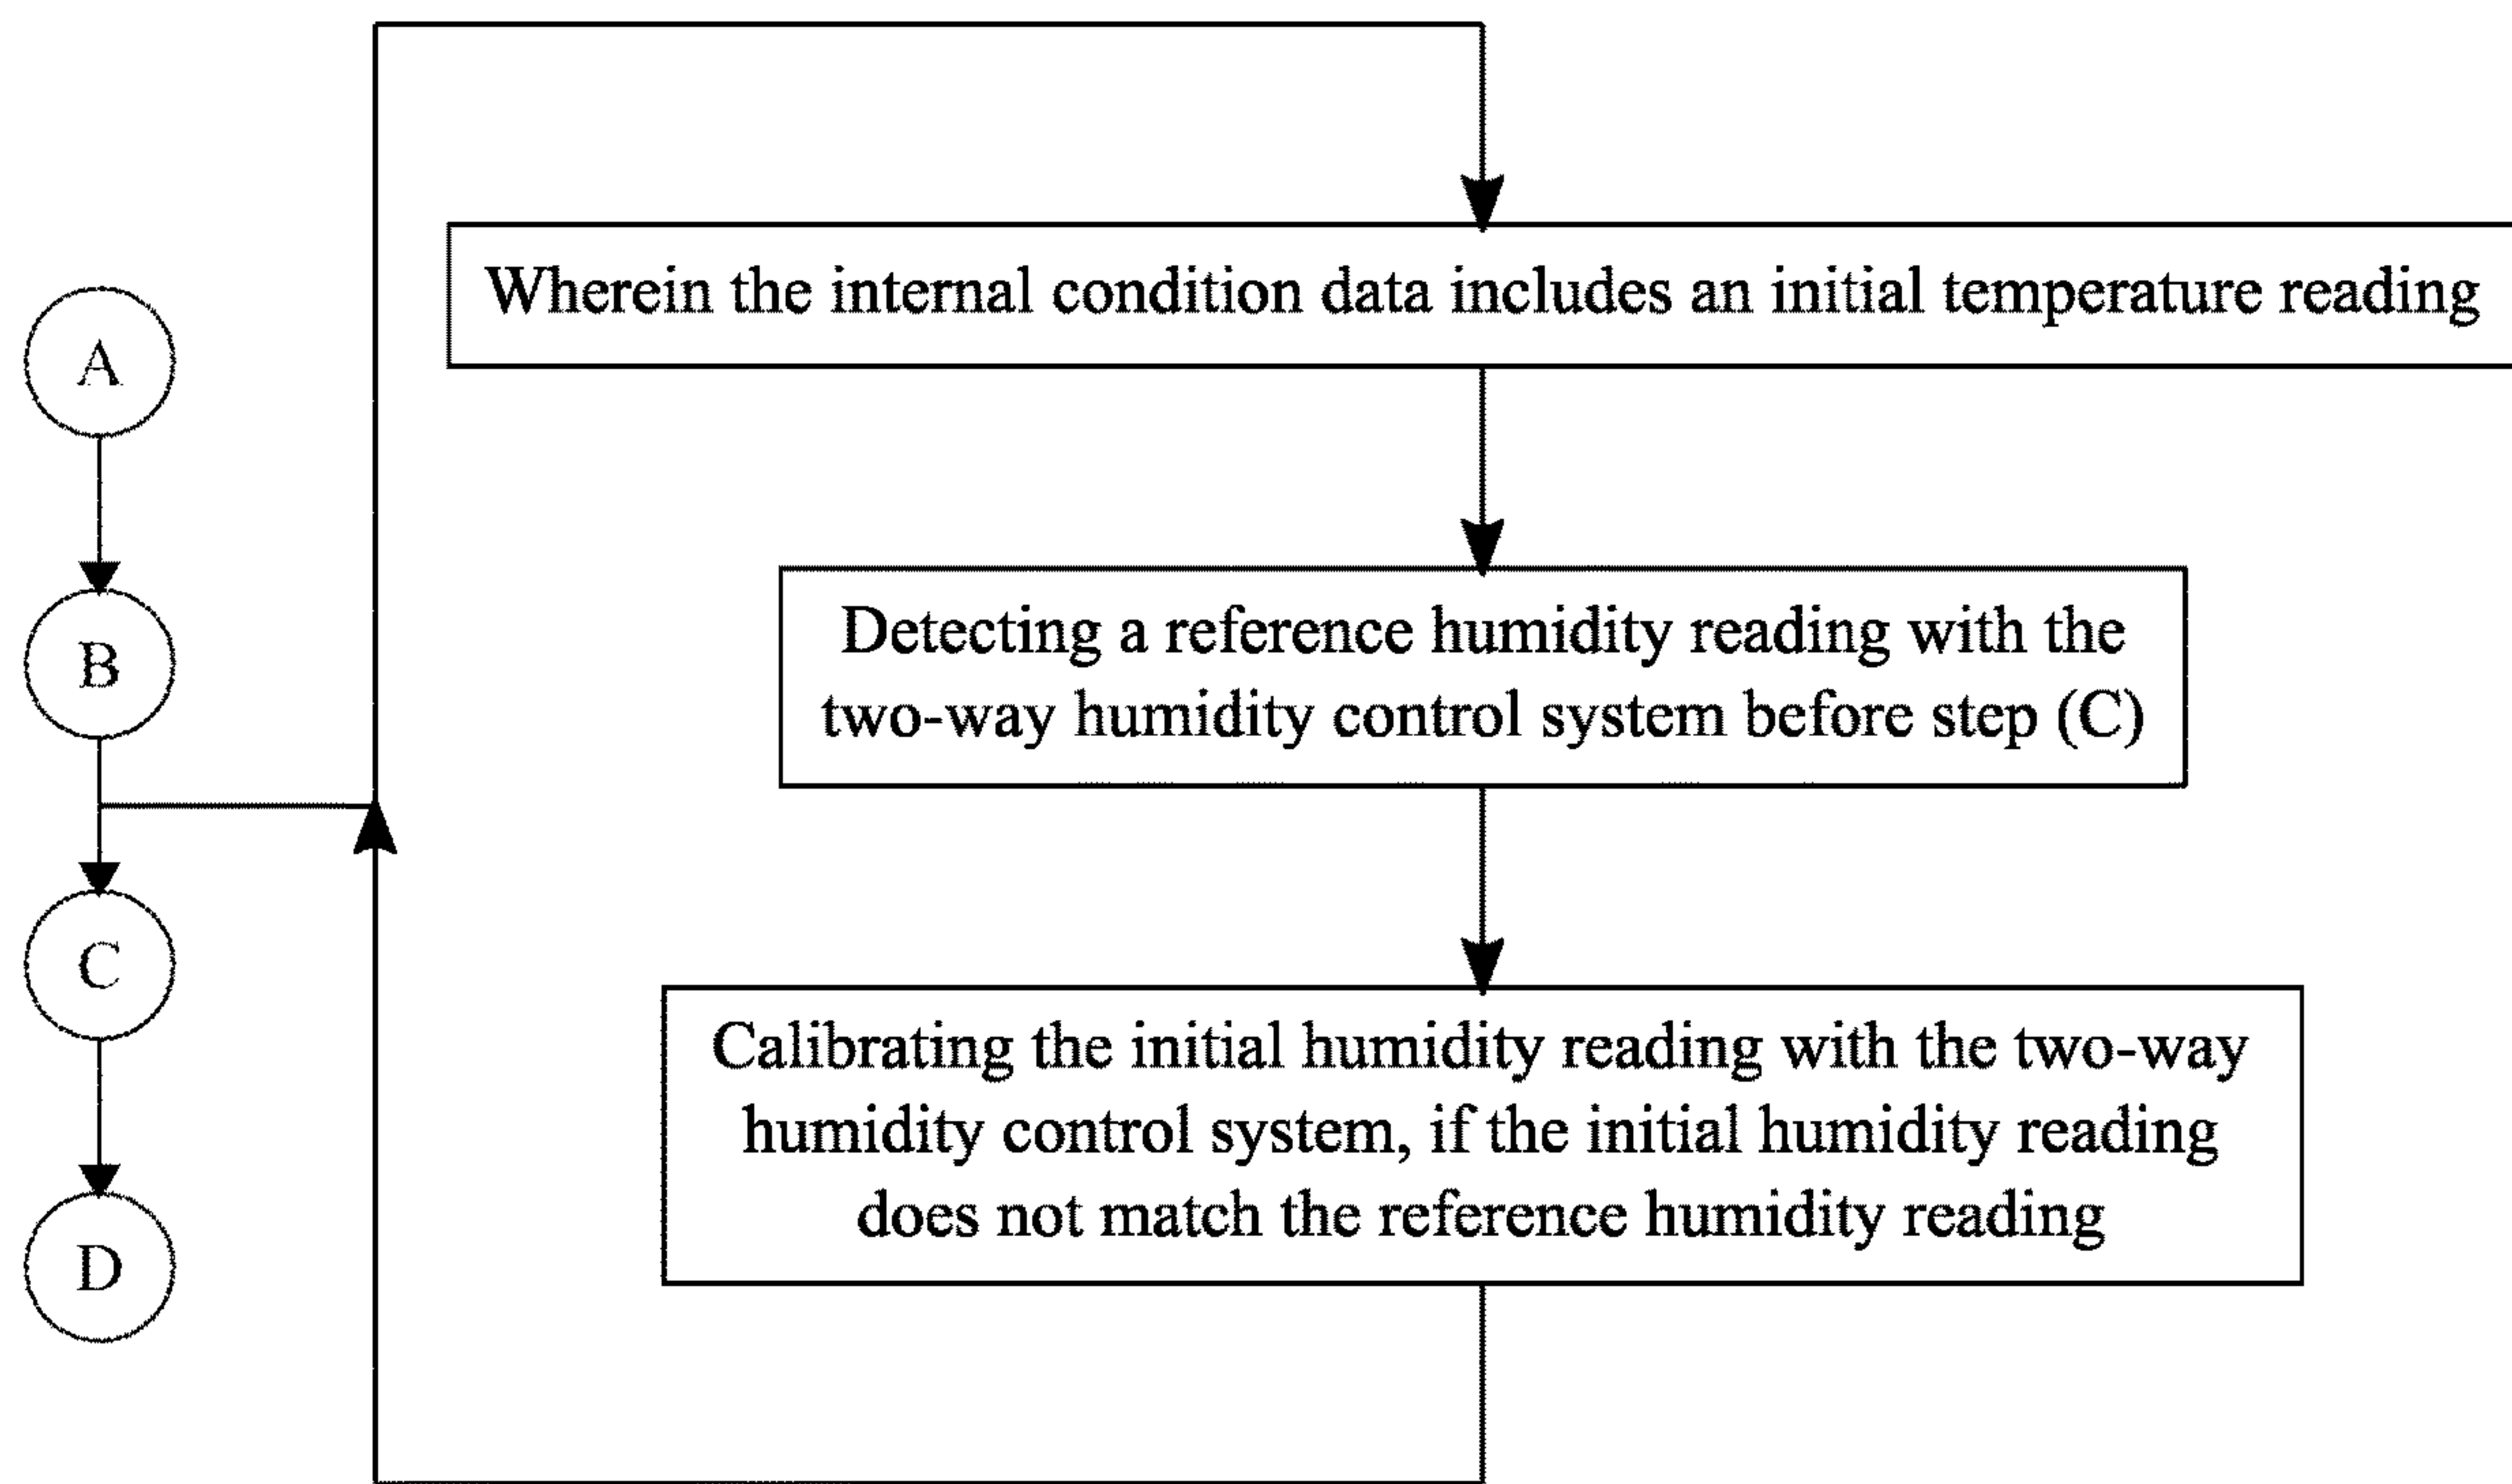 A
B
C
D
Wherein the internal condition data includes an initial temperature reading
Detecting a reference humidity reading with the
two-way humidity control system before step (C)
Calibrating the initial humidity reading with the two-way
humidity control system, if the initial humidity reading
does not match the reference humidity reading